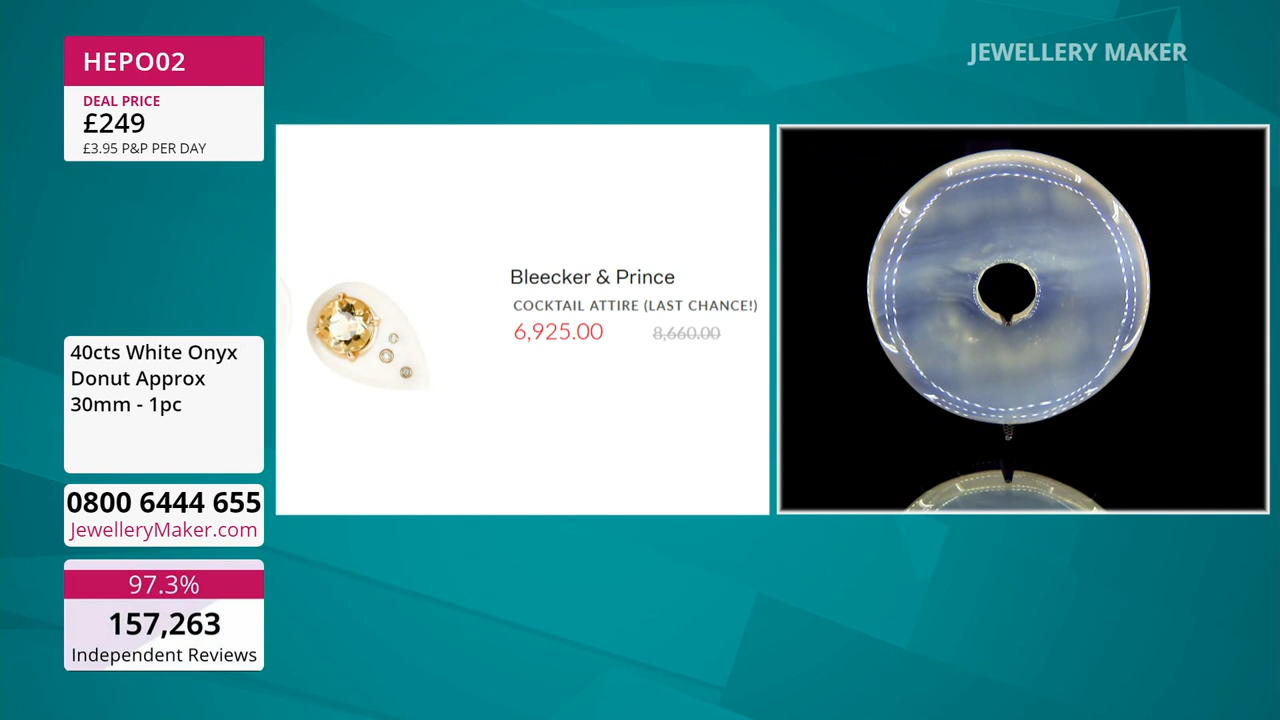 HEPO02
DEAL PRICE
£249
£3.95 P&P PER DAY
JEWELLERY MAKER
Bleecker & Prince
COCKTAIL ATTIRE (LAST CHANCE!)
6,925.00 8,660.00
40cts White Onyx
Donut Approx
30mm - 1pc
0800 6444 655
JewelleryMaker.com
97.3%
157,263
Independent Reviews